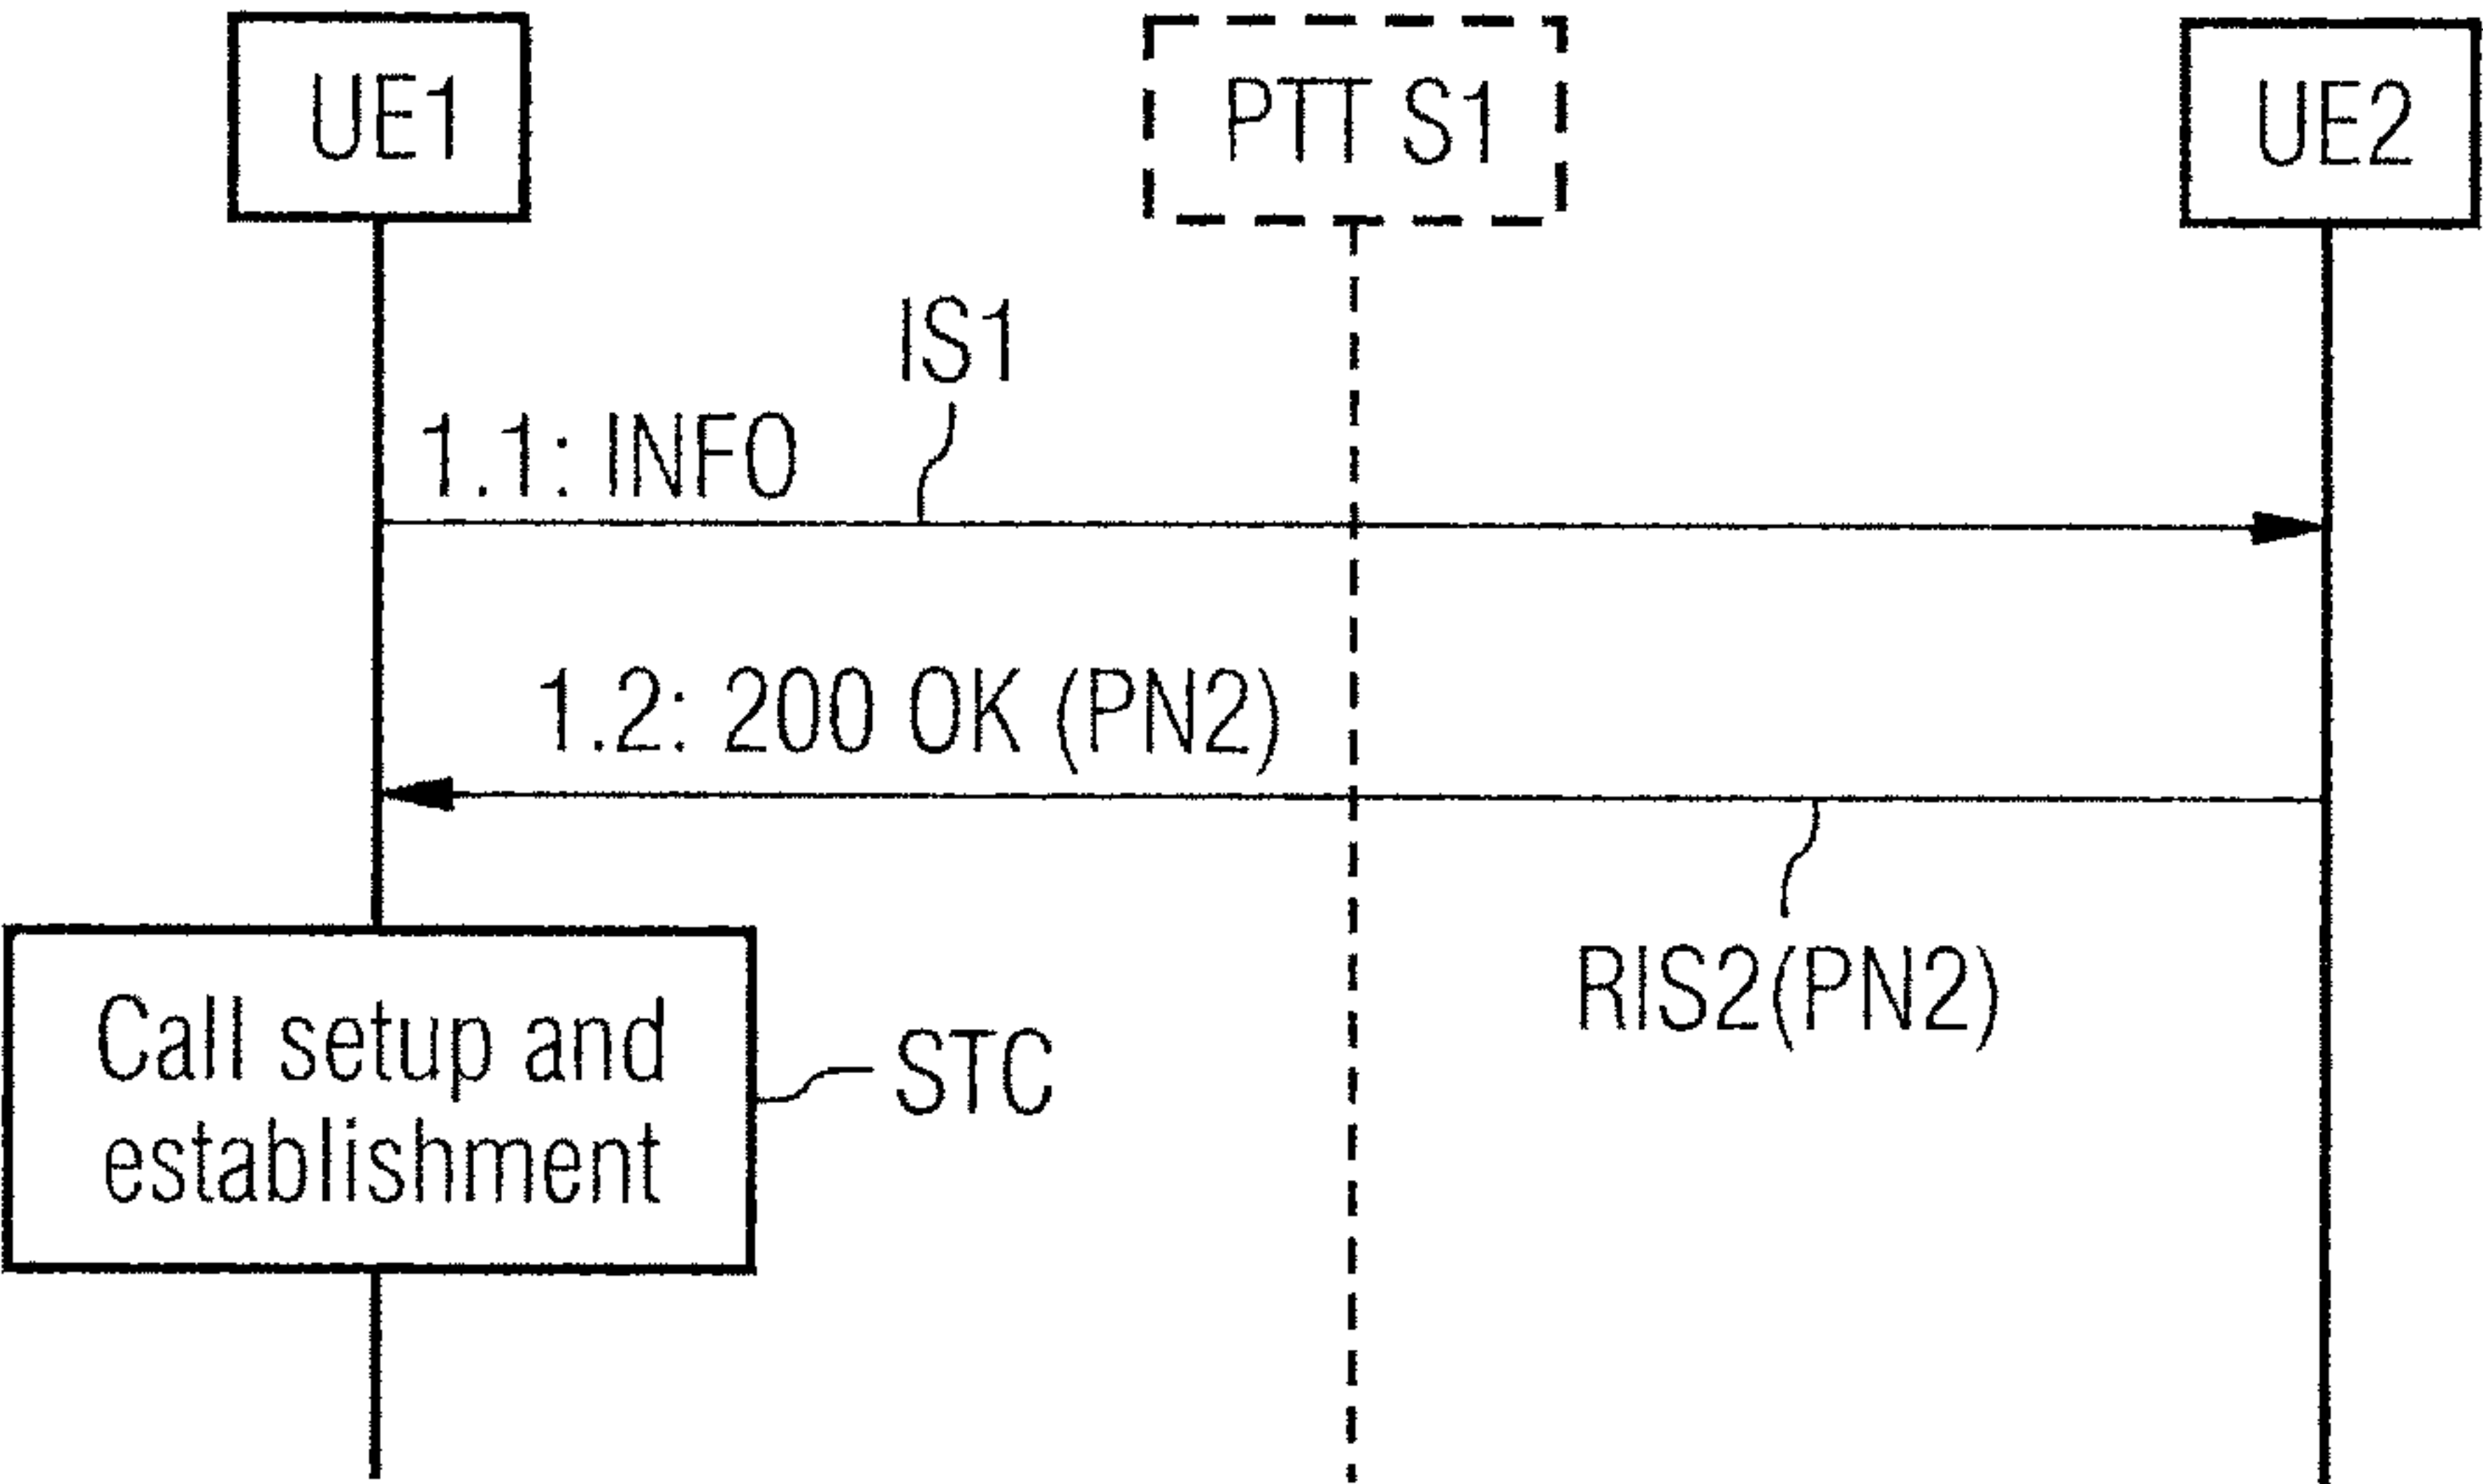 UE1
PTT S1
UE2
IS1
1.1: INFO
1.2: 200 OK (PN2)
RIS2(PN2)
Call setup and
establishment
STC